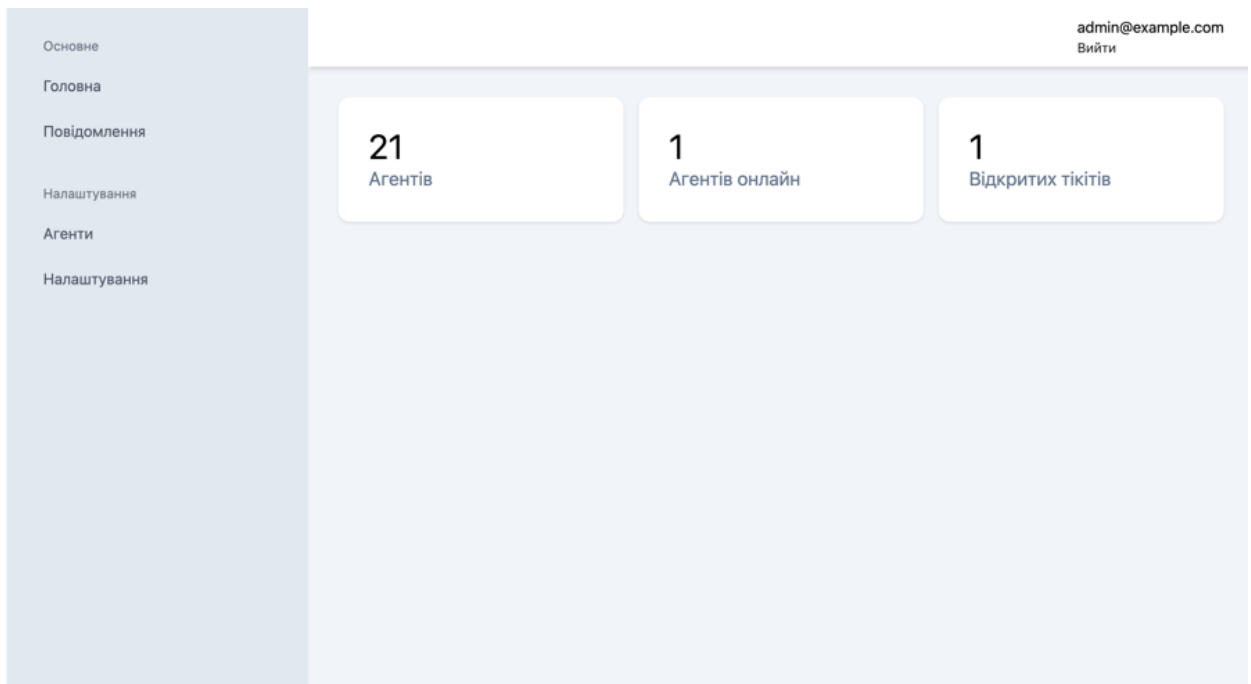 Основне
Головна
Повідомлення
Налаштування
Агенти
Налаштування
admin@example.com
Вийти
21
Агентів
1
Агентів онлайн
1
Відкритих тікітів